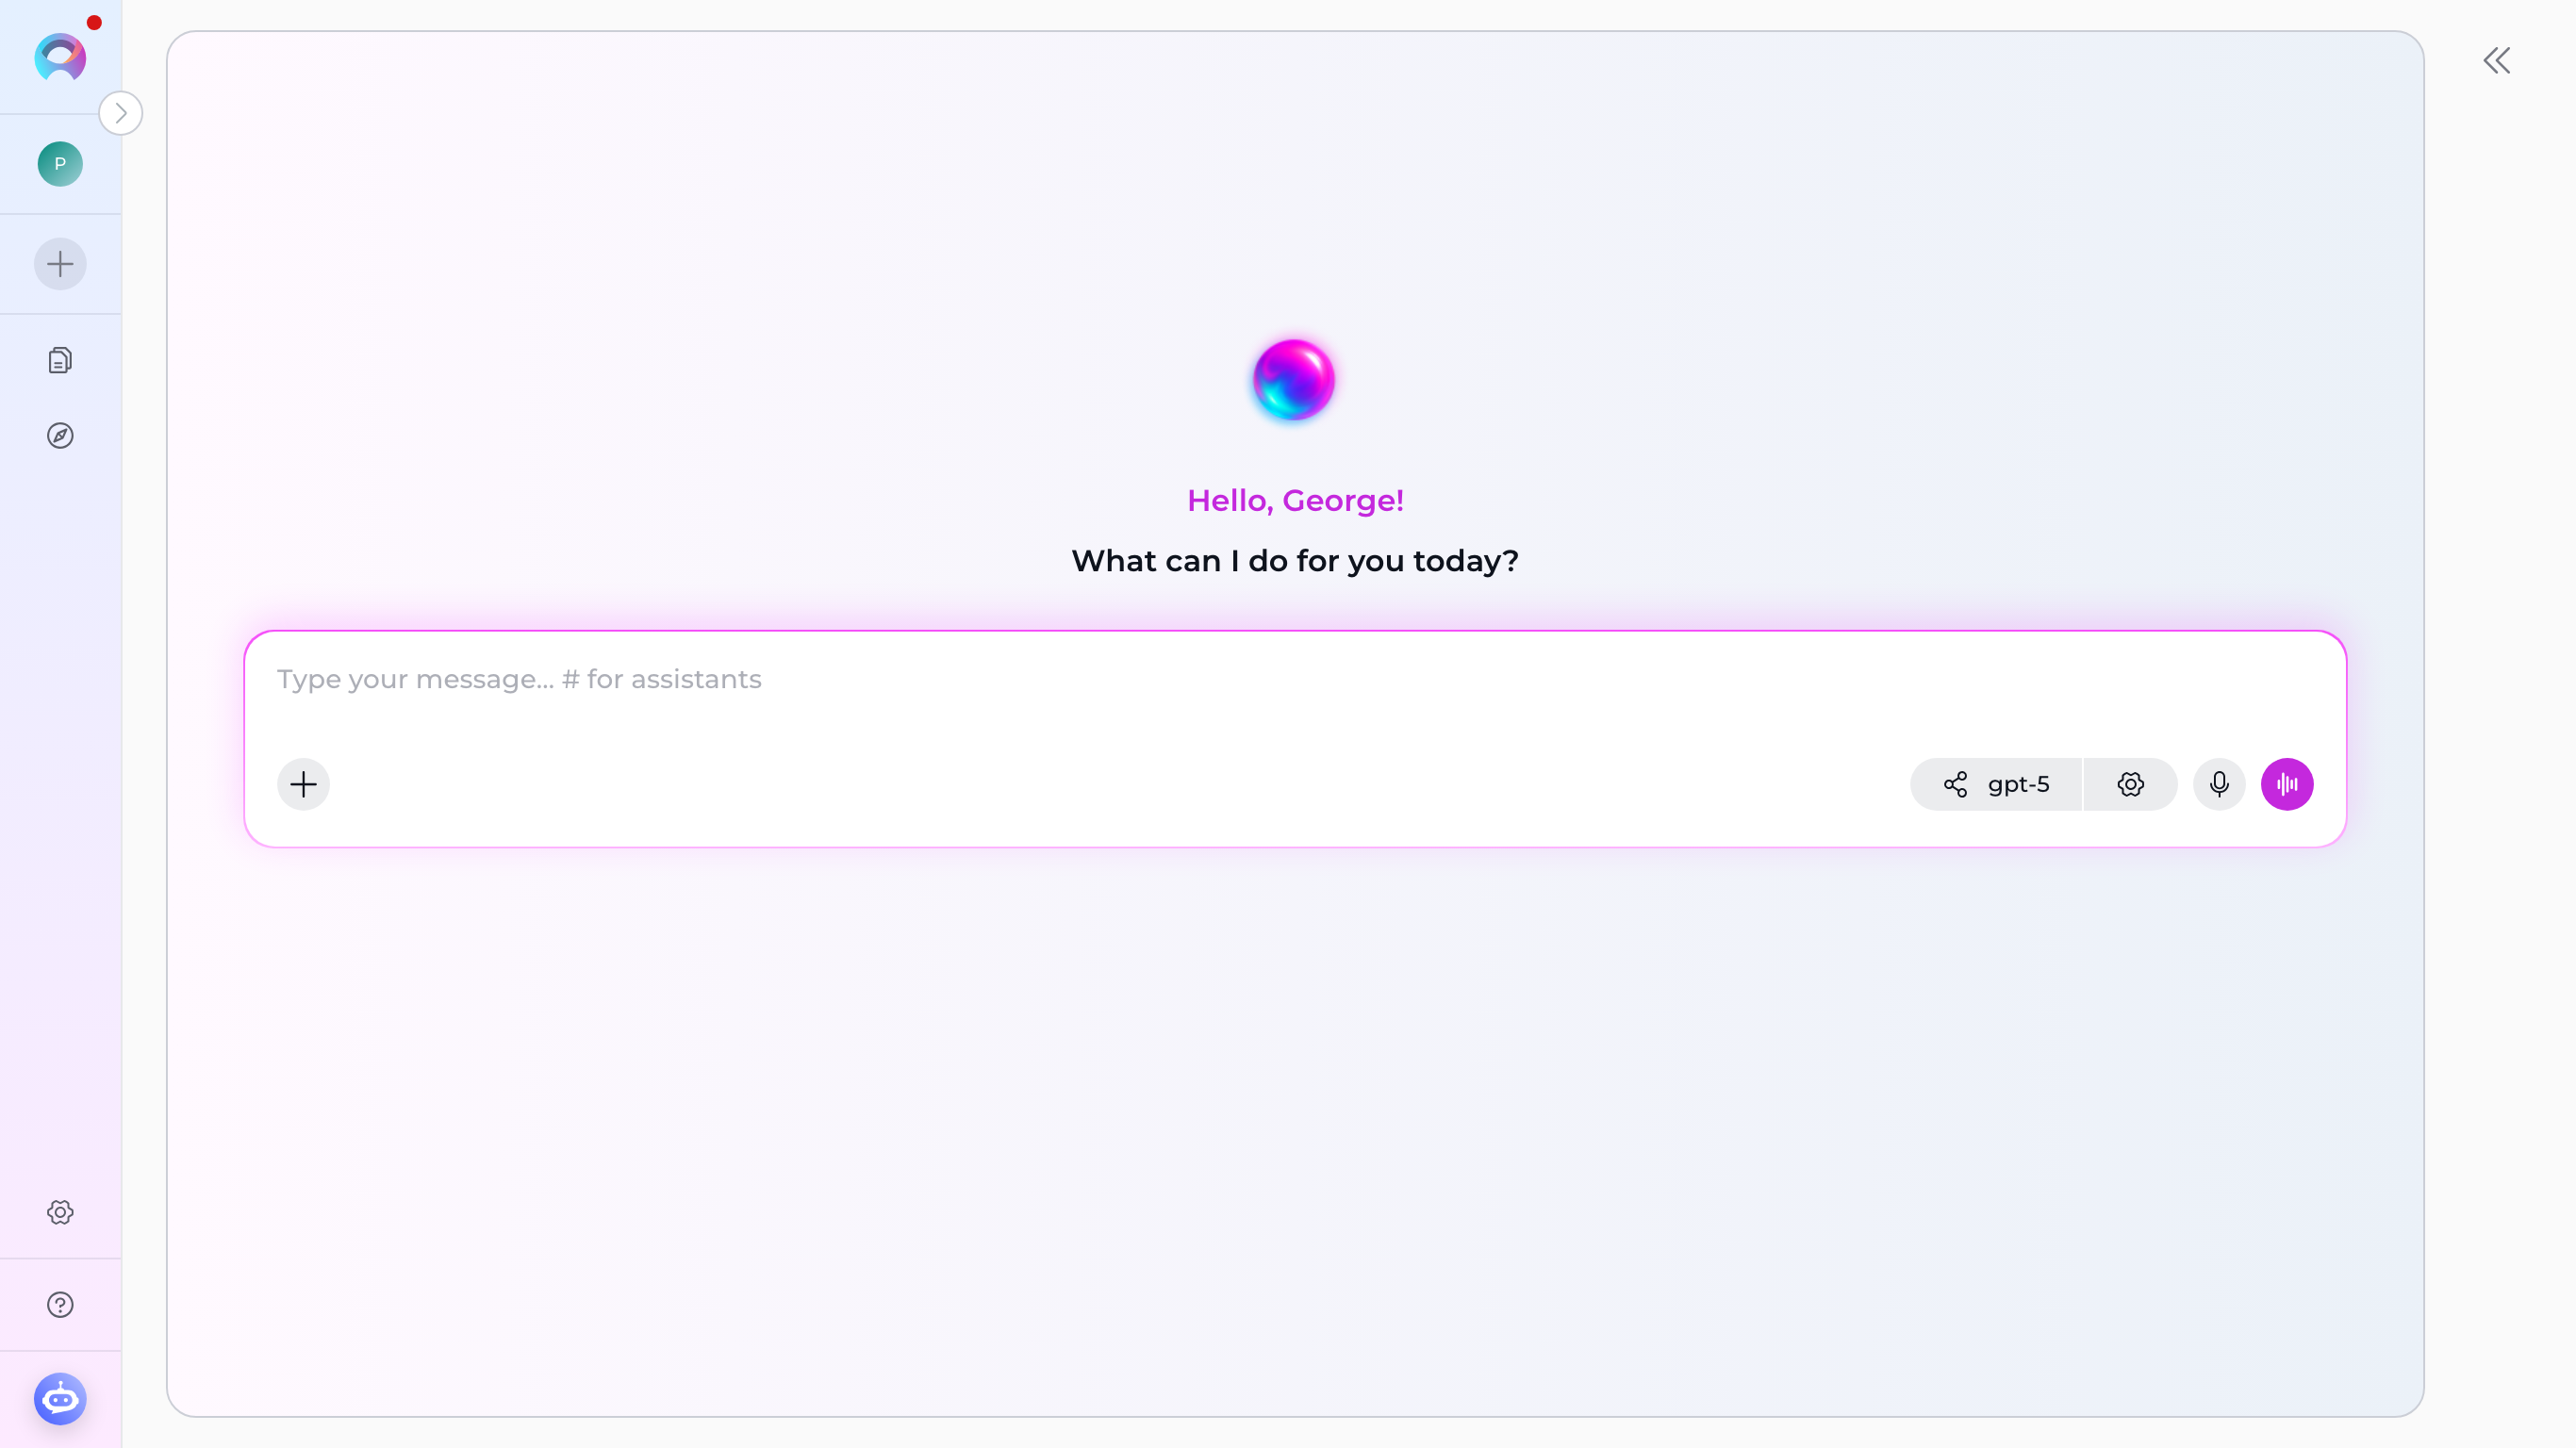 P
Hello, George!
What can I do for you today?
Type your message... # for assistants
gpt-5